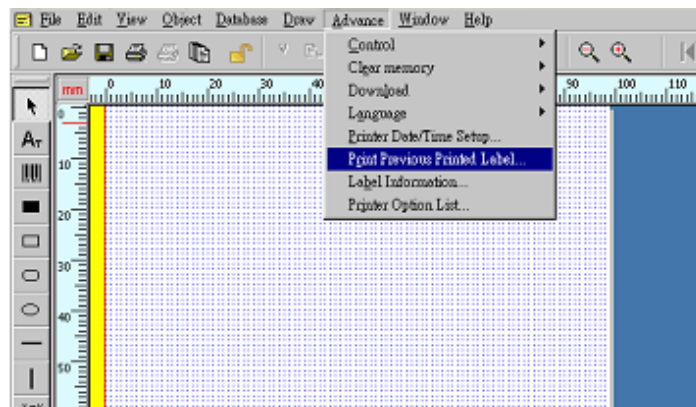 File Edit View Object Database Draw Advance Window Help
Control
Clear memory
Download
Language
Printer Date/Time Setup...
Print Previous Printed Label...
Label Information...
Printer Option List...
mm 0 10 20 30 40 90 100 110
0
A
10
20
30
40
50